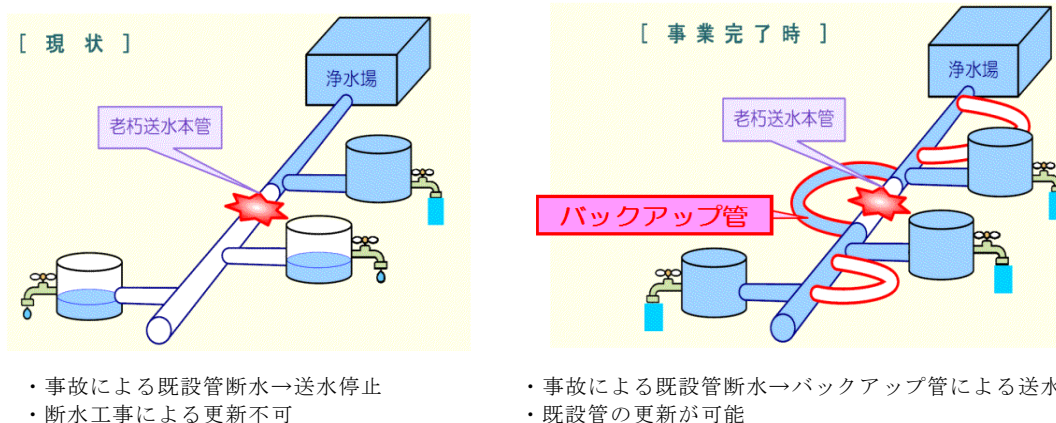 [ 現 状 ]
浄水場
老朽送水本管
・事故による既設管断水→送水停止
・断水工事による更新不可
[ 事業完了時 ]
浄水場
老朽送水本管
バックアップ管
・事故による既設管断水→バックアップ管による送水
・既設管の更新が可能